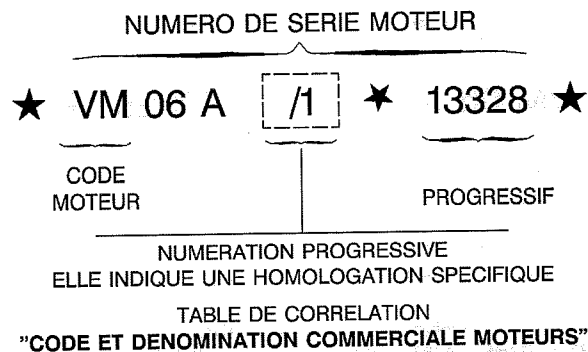 NUMERO DE SERIE MOTEUR
★ VM 06 A /1 ★ 13328 ★
CODE MOTEUR
PROGRESSIF
NUMERATION PROGRESSIVE
ELLE INDIQUE UNE HOMOLOGATION SPECIFIQUE
TABLE DE CORRELATION
"CODE ET DENOMINATION COMMERCIALE MOTEURS"